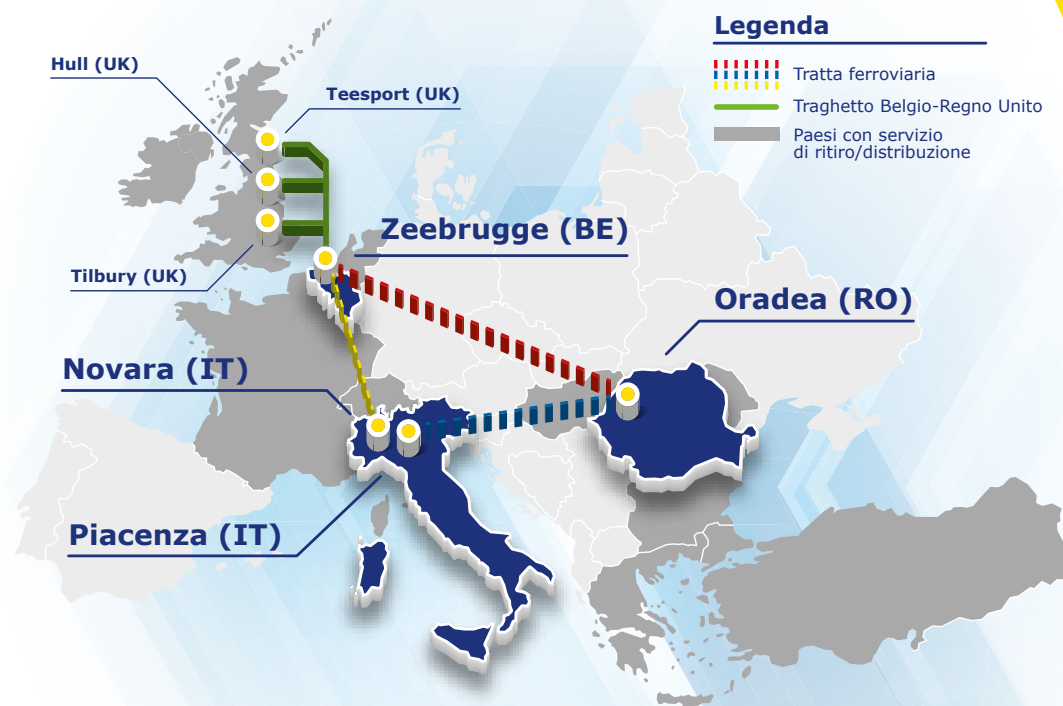 Legenda
Tratta ferroviaria
Traghetto Belgio-Regno Unito
Paesi con servizio
di ritiro/distribuzione
Hull (UK)
Teesport (UK)
Zeebrugge (BE)
Tilbury (UK)
Oradea (RO)
Novara (IT)
Piacenza (IT)